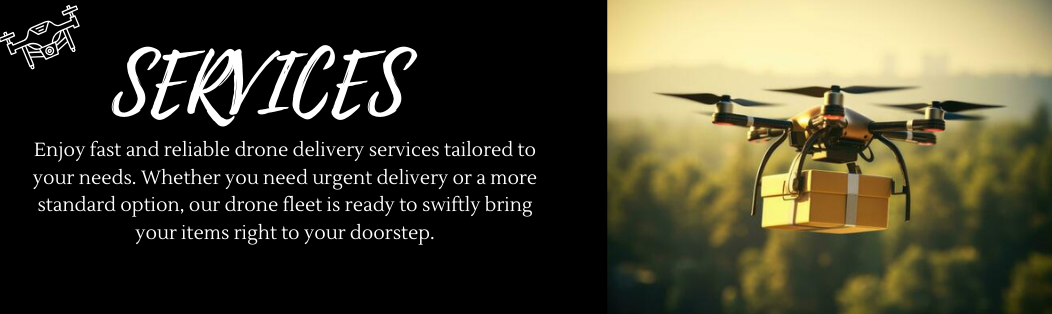 SERVICES
Enjoy fast and reliable drone delivery services tailored to
your needs. Whether you need urgent delivery or a more
standard option, our drone fleet is ready to swiftly bring
your items right to your doorstep.